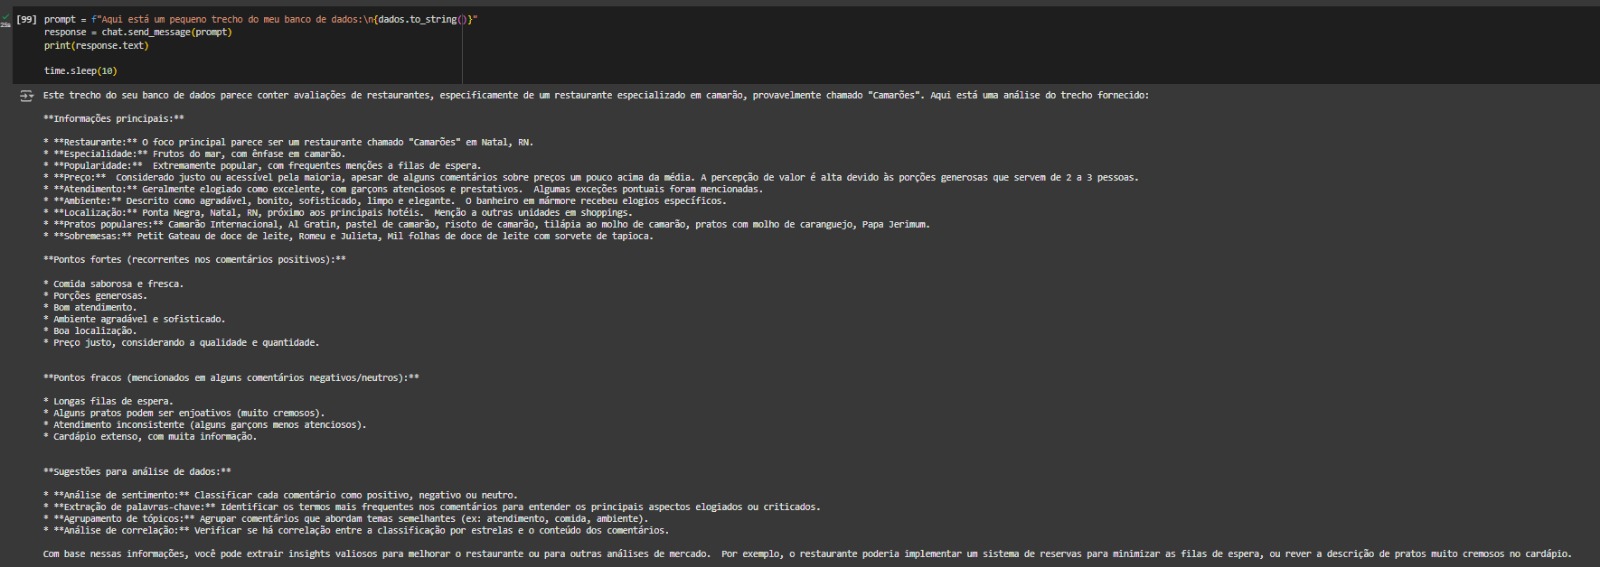 [99] prompt = f"Aqui está um pequeno trecho do meu banco de dados:\n{dados.to_string()}"
response = chat.send_message(prompt)
print(response.text)
time.sleep(10)
25s
Este trecho do seu banco de dados parece conter avaliações de restaurantes, especificamente de um restaurante especializado em camarão, provavelmente chamado "Camarões". Aqui está uma análise do trecho fornecido:
**Informações principais:**
* **Restaurante:** O foco principal parece ser um restaurante chamado "Camarões" em Natal, RN.
* **Especialidade:** Frutos do mar, com ênfase em camarão.
* **Popularidade:**  Extremamente popular, com frequentes menções a filas de espera.
* **Preço:**  Considerado justo ou acessível pela maioria, apesar de alguns comentários sobre preços um pouco acima da média. A percepção de valor é alta devido às porções generosas que servem de 2 a 3 pessoas.
* **Atendimento:** Geralmente elogiado como excelente, com garçons atenciosos e prestativos.  Algumas exceções pontuais foram mencionadas.
* **Ambiente:** Descrito como agradável, bonito, sofisticado, limpo e elegante.  O banheiro em mármore recebeu elogios específicos.
* **Localização:** Ponta Negra, Natal, RN, próximo aos principais hotéis.  Menção a outras unidades em shoppings.
* **Pratos populares:** Camarão Internacional, Al Gratin, pastel de camarão, risoto de camarão, tilápia ao molho de camarão, pratos com molho de caranguejo, Papa Jerimum.
* **Sobremesas:** Petit Gateau de doce de leite, Romeu e Julieta, Mil folhas de doce de leite com sorvete de tapioca.
**Pontos fortes (recorrentes nos comentários positivos):**
* Comida saborosa e fresca.
* Porções generosas.
* Bom atendimento.
* Ambiente agradável e sofisticado.
* Boa localização.
* Preço justo, considerando a qualidade e quantidade.
**Pontos fracos (mencionados em alguns comentários negativos/neutros):**
* Longas filas de espera.
* Alguns pratos podem ser enjoativos (muito cremosos).
* Atendimento inconsistente (alguns garçons menos atenciosos).
* Cardápio extenso, com muita informação.
**Sugestões para análise de dados:**
* **Análise de sentimento:** Classificar cada comentário como positivo, negativo ou neutro.
* **Extração de palavras-chave:** Identificar os termos mais frequentes nos comentários para entender os principais aspectos elogiados ou criticados.
* **Agrupamento de tópicos:** Agrupar comentários que abordam temas semelhantes (ex: atendimento, comida, ambiente).
* **Análise de correlação:** Verificar se há correlação entre a classificação por estrelas e o conteúdo dos comentários.
Com base nessas informações, você pode extrair insights valiosos para melhorar o restaurante ou para outras análises de mercado.  Por exemplo, o restaurante poderia implementar um sistema de reservas para minimizar as filas de espera, ou rever a descrição de pratos muito cremosos no cardápio.